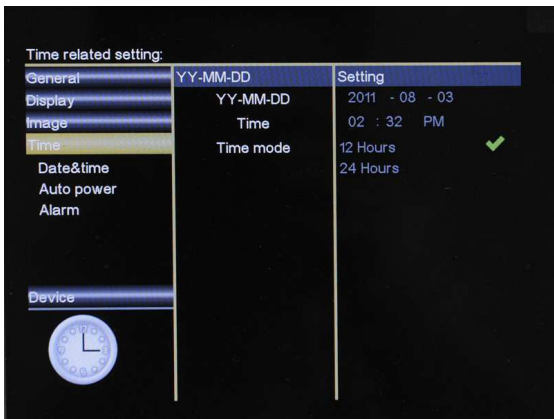 Time related setting:
General
Display
Image
Time
Date&time
Auto power
Alarm
Device
YY-MM-DD
YY-MM-DD
Time
Time mode
Setting
2011 - 08 - 03
02 : 32 PM
12 Hours
24 Hours